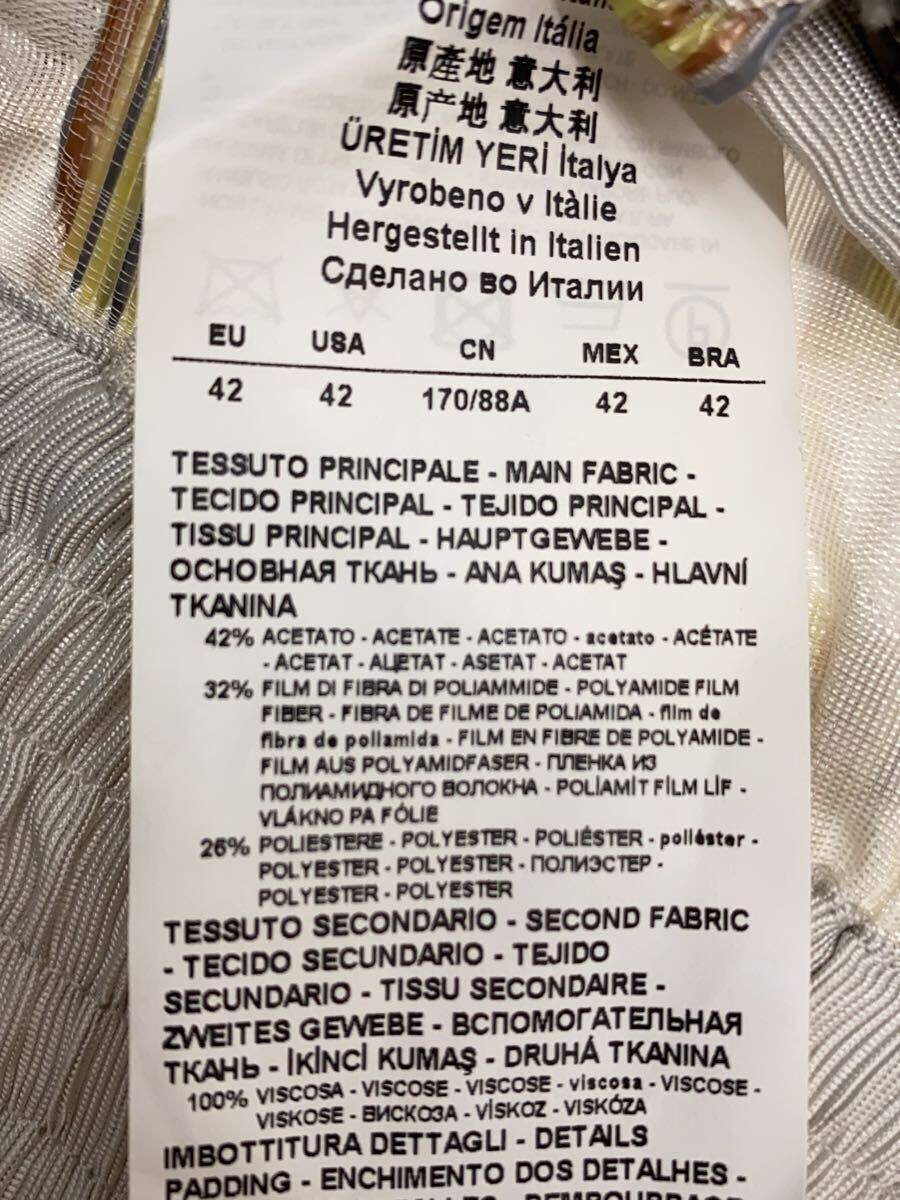 Origem Itália
原產地 意大利
原产地 意大利
ÜRETİM YERİ İtalya
Vyrobeno v Itàlie
Hergestellt in Italien
Сделано во Италии
EU USA CN MEX BRA
42 42 170/88A 42 42
TESSUTO PRINCIPALE - MAIN FABRIC -
TECIDO PRINCIPAL - TEJIDO PRINCIPAL -
TISSU PRINCIPAL - HAUPTGEWEBE -
ОСНОВНАЯ ТКАНЬ - ANA KUMAŞ - HLAVNÍ
TKANINA
42% ACETATO - ACETATE - ACETATO - acetato - ACÉTATE
- ACETAT - АЦЕТАТ - ASETAT - ACETAT
32% FILM DI FIBRA DI POLIAMMIDE - POLYAMIDE FILM
FIBER - FIBRA DE FILME DE POLIAMIDA - film de
fibra de poliamida - FILM EN FIBRE DE POLYAMIDE -
FILM AUS POLYAMIDFASER - ПЛЕНКА ИЗ
ПОЛИАМИДНОГО ВОЛОКНА - POLİAMİT FİLM LİF -
VLÁKNO PA FÓLIE
26% POLIESTERE - POLYESTER - POLIÉSTER - poliéster -
POLYESTER - POLYESTER - ПОЛИЭСТЕР -
POLYESTER - POLYESTER
TESSUTO SECONDARIO - SECOND FABRIC
- TECIDO SECUNDARIO - TEJIDO
SECUNDARIO - TISSU SECONDAIRE -
ZWEITES GEWEBE - ВСПОМОГАТЕЛЬНАЯ
ТКАНЬ - İKİNCİ KUMAŞ - DRUHÁ TKANINA
100% VISCOSA - VISCOSE - VISCOSE - viscosa - VISCOSE -
VISKOSE - ВИСКОЗА - VİSKOZ - VISKÓZA
IMBOTTITURA DETTAGLI - DETAILS
PADDING - ENCHIMENTO DOS DETALHES -